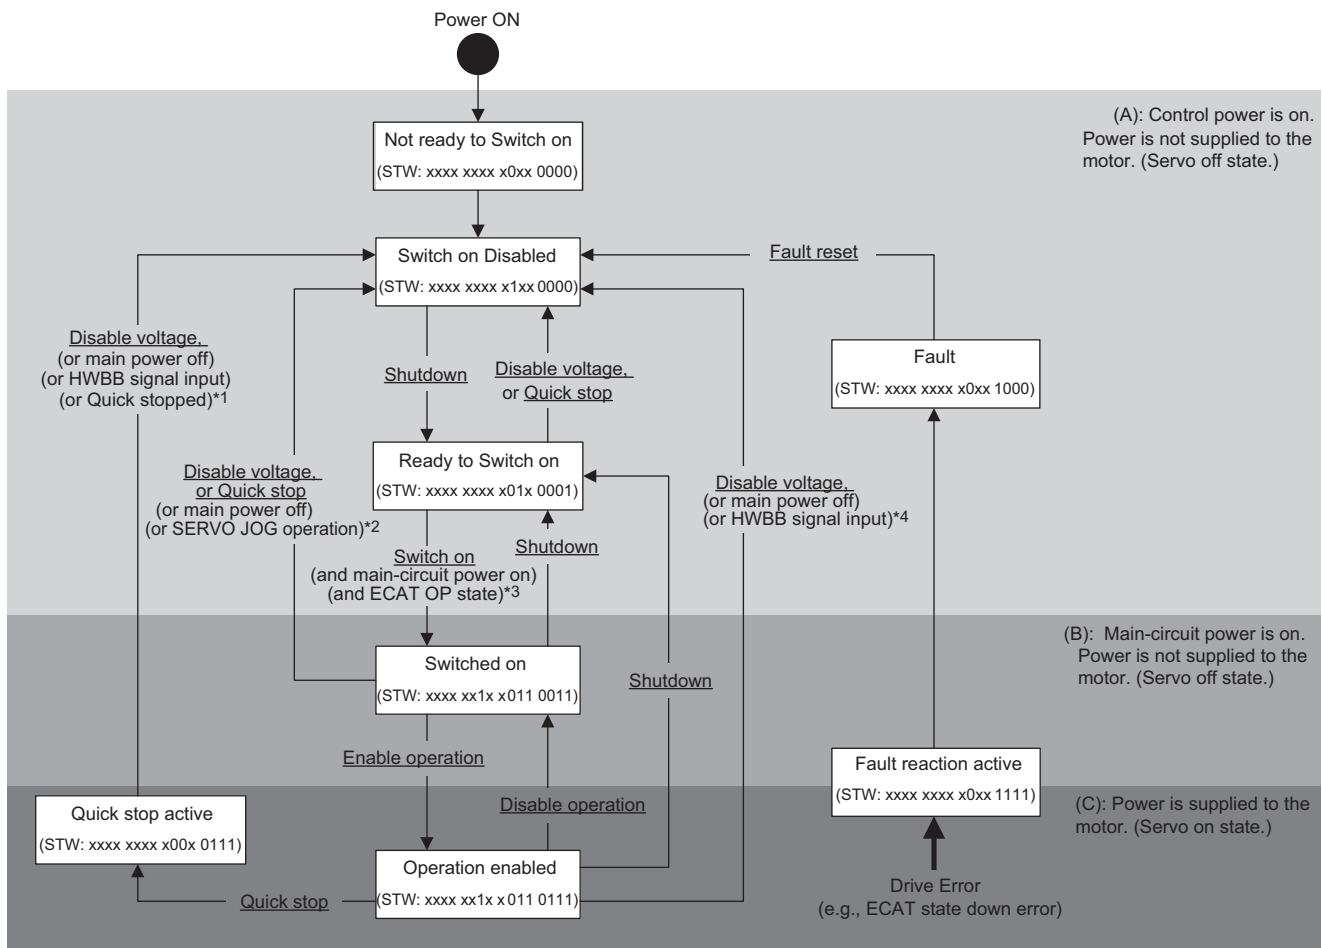 Power ON
(A): Control power is on.
Power is not supplied to the
motor. (Servo off state.)
Not ready to Switch on
(STW: xxxx xxxx x0xx 0000)
Switch on Disabled
(STW: xxxx xxxx x1xx 0000)
Fault reset
Disable voltage,
(or main power off)
(or HWBB signal input)
(or Quick stopped)*1
Shutdown
Disable voltage,
or Quick stop
Fault
(STW: xxxx xxxx x0xx 1000)
Ready to Switch on
(STW: xxxx xxxx x01x 0001)
Disable voltage,
or Quick stop
(or main power off)
(or SERVO JOG operation)*2
Disable voltage,
(or main power off)
(or HWBB signal input)*4
Switch on
(and main-circuit power on)
(and ECAT OP state)*3
Shutdown
(B): Main-circuit power is on.
Power is not supplied to the
motor. (Servo off state.)
Switched on
(STW: xxxx xx1x x011 0011)
Shutdown
Enable operation
Disable operation
Fault reaction active
(STW: xxxx xxxx x0xx 1111)
Quick stop active
(STW: xxxx xxxx x00x 0111)
(C): Power is supplied to the
motor. (Servo on state.)
Operation enabled
(STW: xxxx xx1x x011 0111)
Quick stop
Drive Error
(e.g., ECAT state down error)